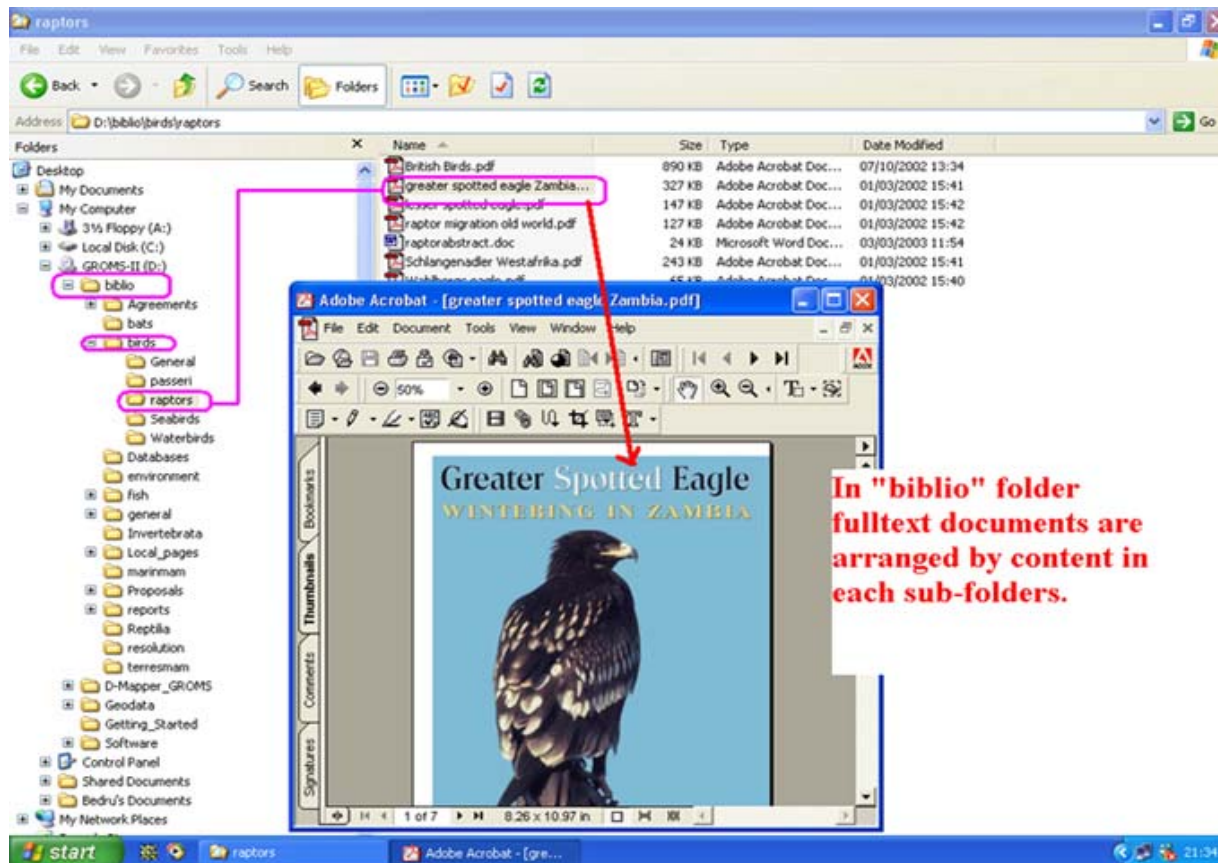 raptors
File Edit View Favorites Tools Help
Back Search Folders
Address D:\biblio\birds\raptors Go
Folders X Name Size Type Date Modified
Desktop
My Documents
My Computer
3½ Floppy (A:)
Local Disk (C:)
GROMS-II (D:)
biblio
Agreements
bats
birds
General
passeri
raptors
Seabirds
Waterbirds
Databases
environment
fish
general
Invertebrata
Local_pages
marinmam
Proposals
reports
Reptilia
resolution
terresmam
D-Mapper_GROMS
Geodata
Getting_Started
Software
Control Panel
Shared Documents
Bedru's Documents
My Network Places
British Birds.pdf 890 KB Adobe Acrobat Doc... 07/10/2002 13:34
greater spotted eagle Zambia... 327 KB Adobe Acrobat Doc... 01/03/2002 15:41
lesser spotted eagle.pdf 147 KB Adobe Acrobat Doc... 01/03/2002 15:42
raptor migration old world.pdf 127 KB Adobe Acrobat Doc... 01/03/2002 15:42
raptorabstract.doc 24 KB Microsoft Word Doc... 03/03/2003 11:54
Schlangenadler Westafrika.pdf 243 KB Adobe Acrobat Doc... 01/03/2002 15:41
Wahlbergs eagle.pdf 65 KB Adobe Acrobat Doc... 01/03/2002 15:40
Adobe Acrobat - [greater spotted eagle Zambia.pdf]
File Edit Document Tools View Window Help
50%
Bookmarks
Thumbnails
Comments
Signatures
Greater Spotted Eagle
WINTERING IN ZAMBIA
1 of 7 8.26 x 10.97 in
In "biblio" folder
fulltext documents are
arranged by content in
each sub-folders.
start raptors Adobe Acrobat - [gre... 21:34